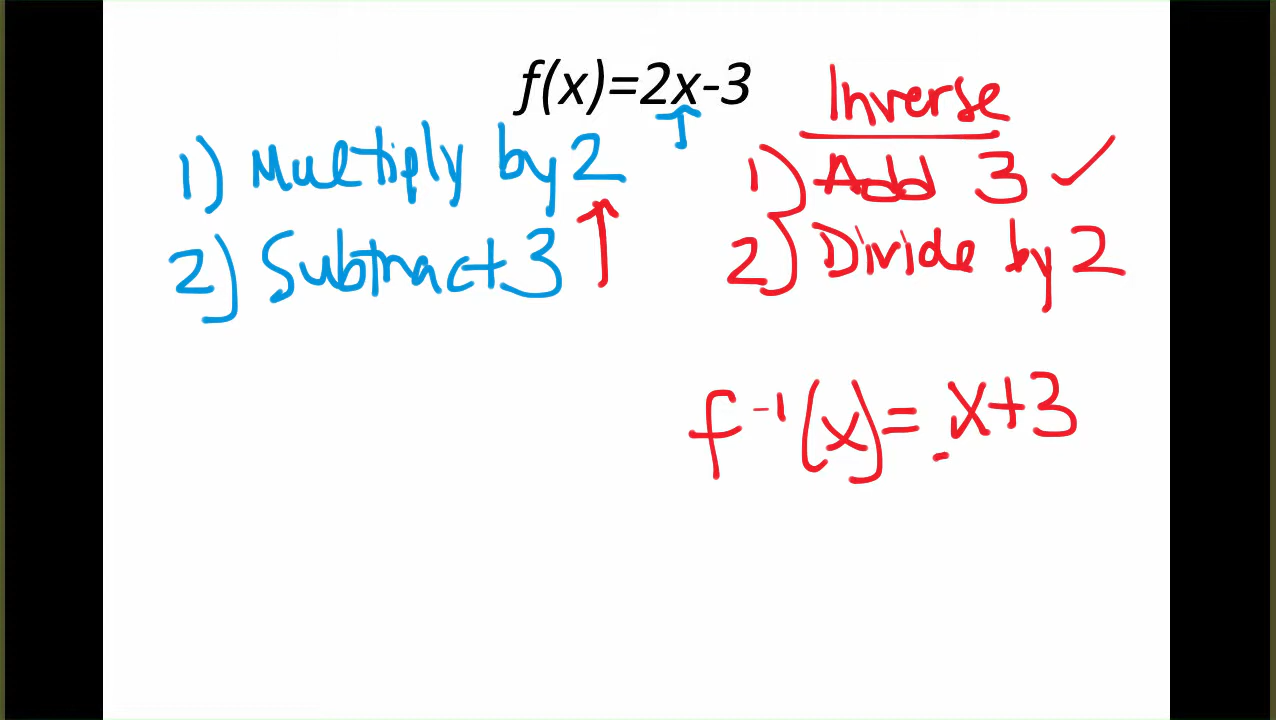 f(x)=2x-3
1) Multiply by 2
2) Subtract 3
Inverse
1) Add 3 ✓
2) Divide by 2
f⁻¹(x) = x+3